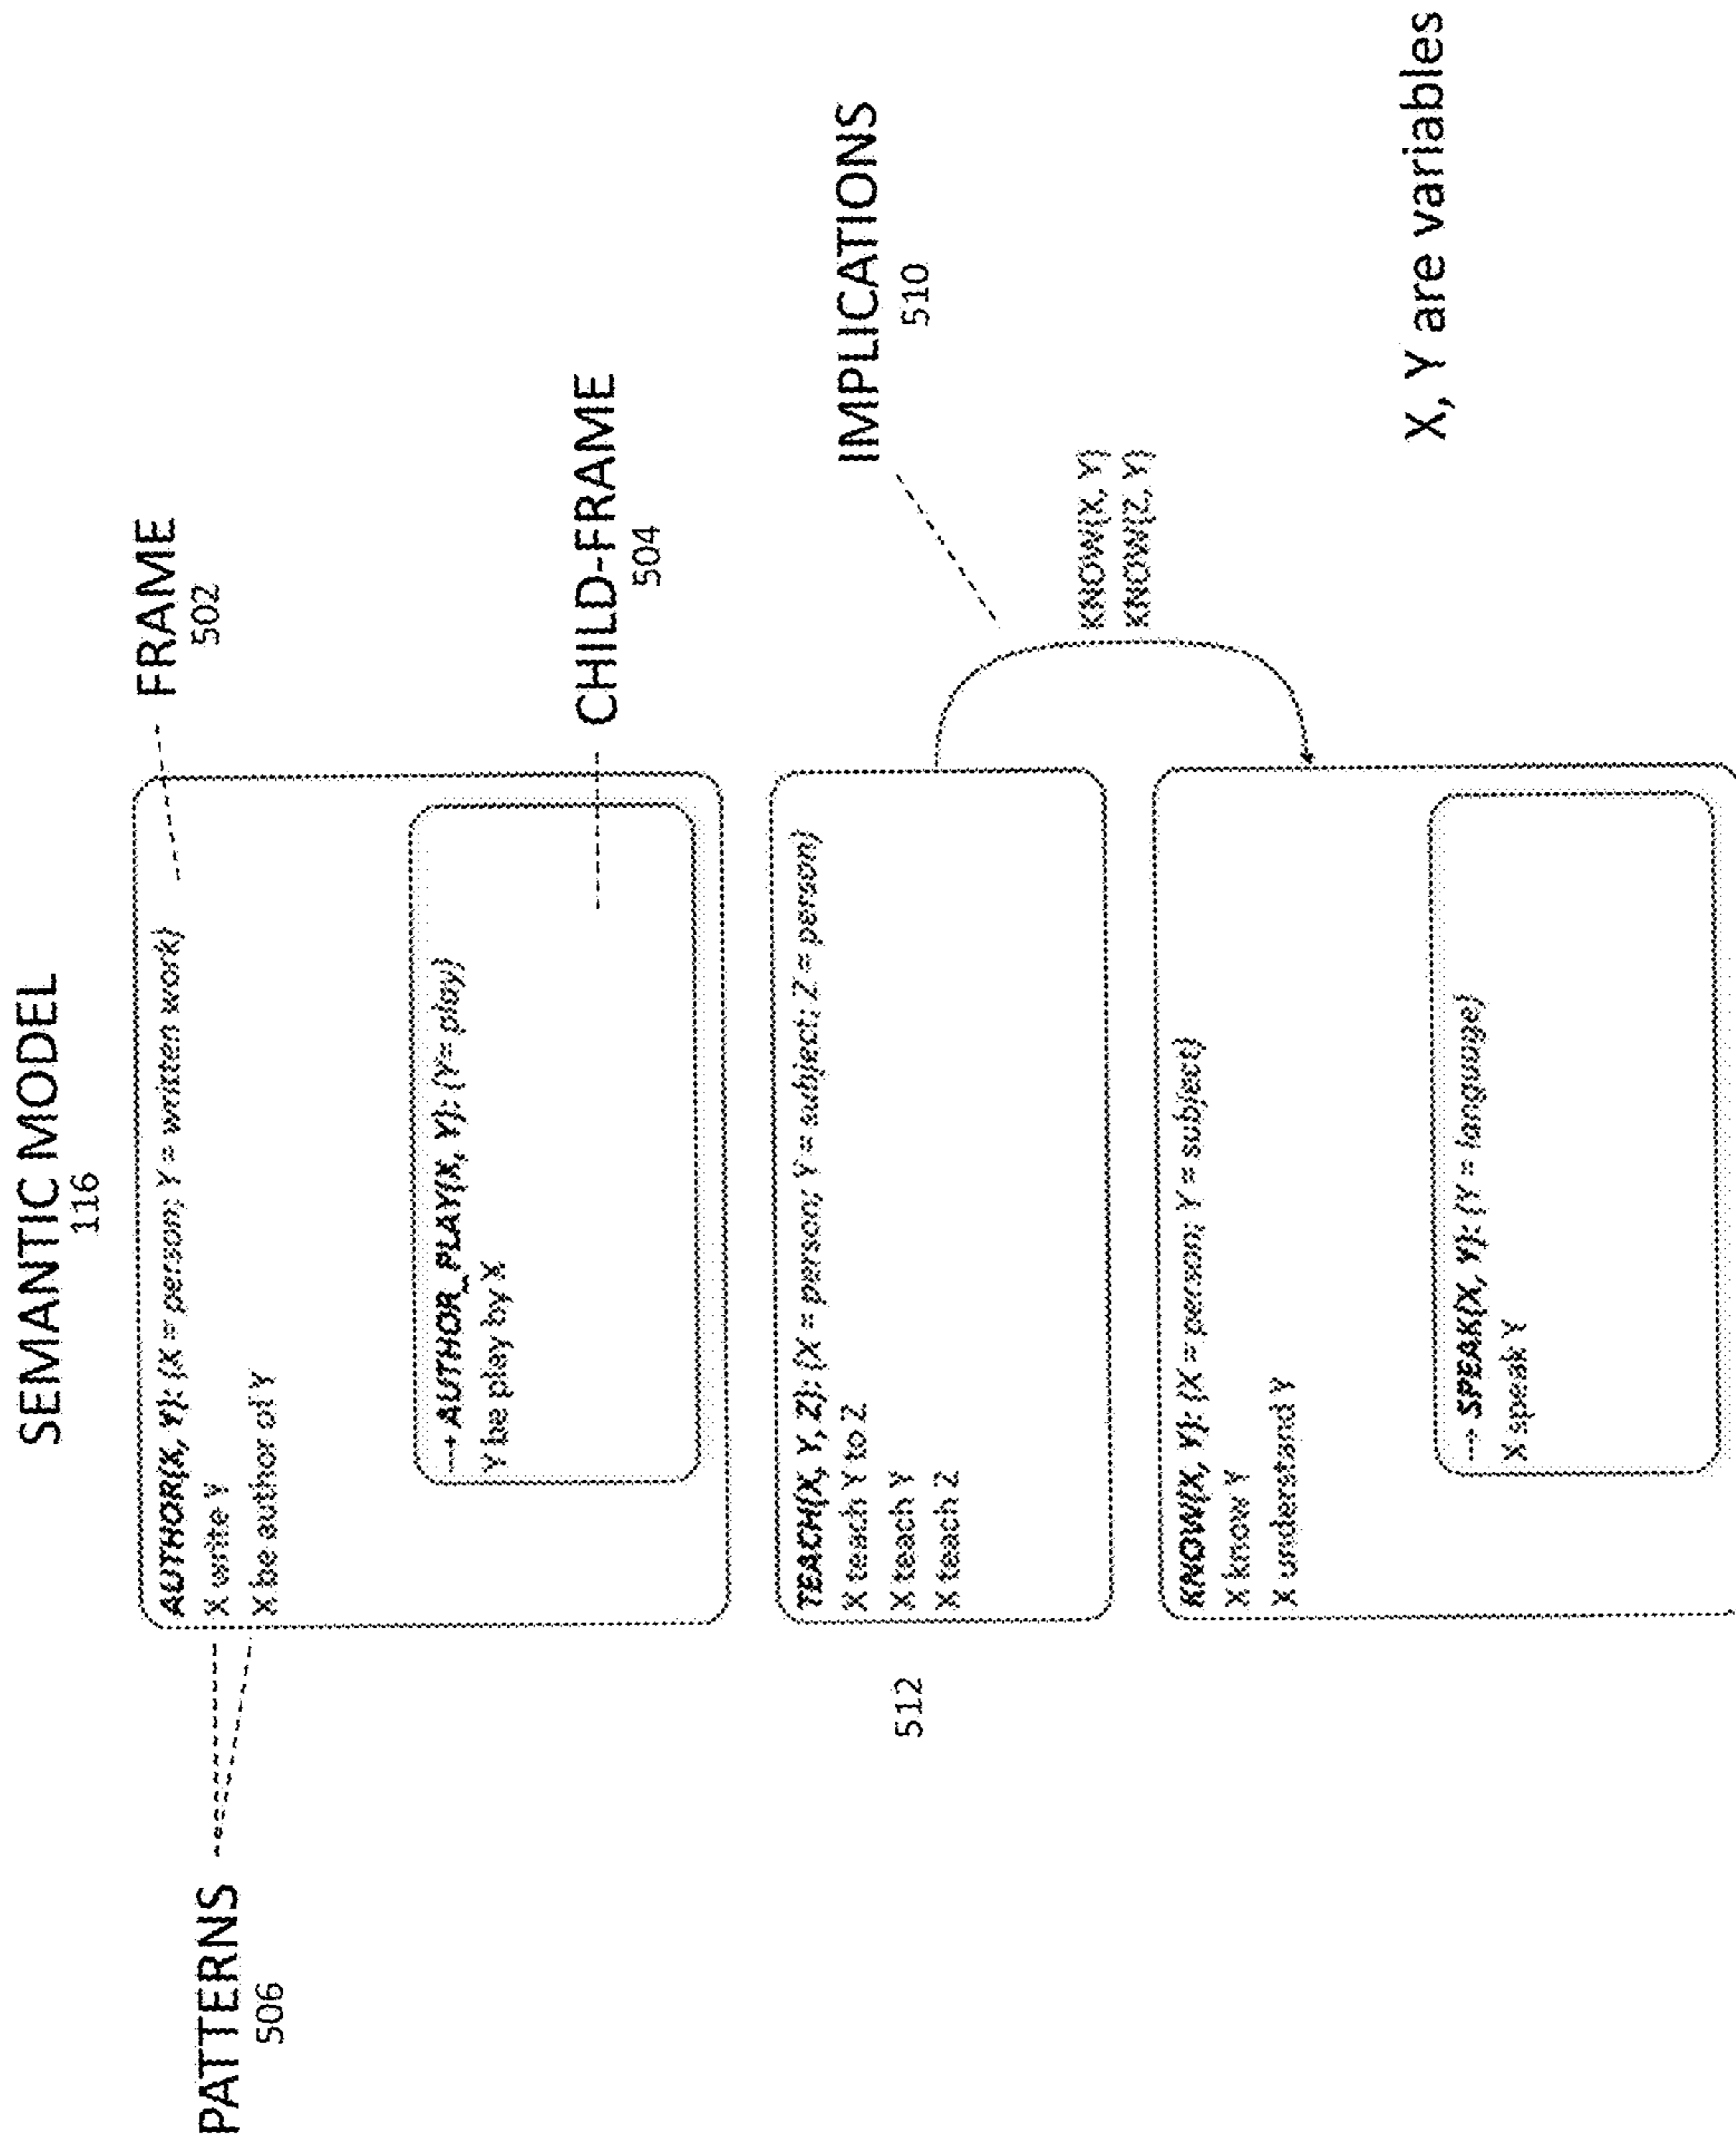 SEMANTIC MODEL
116
PATTERNS
506
FRAME
502
AUTHOR(X, Y): {X = person; Y = written work}
X write Y
X be author of Y
CHILD-FRAME
504
→ AUTHOR_PLAY(X, Y): {Y= play}
Y be play by X
512
TEACH(X, Y, Z): {X = person; Y = subject; Z = person}
X teach Y to Z
X teach Y
X teach Z
IMPLICATIONS
510
KNOW(X, Y)
KNOW(Z, Y)
KNOW(X, Y): {X = person; Y = subject}
X know Y
X understand Y
→ SPEAK(X, Y): {Y = language}
X speak Y
X, Y are variables